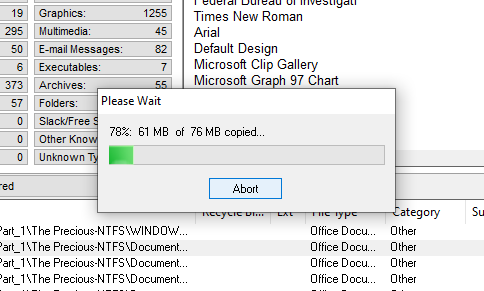 19 Graphics: 1255
55 Multimedia: 45
50 E-mail Messages: 82
6 Executables: 7
373 Archives: 55
57 Folders:
0 Slack/Free S
0 Other Know
0 Unknown Ty
Federal Bureau of Investigati
Times New Roman
Arial
Default Design
Microsoft Clip Gallery
Microsoft Graph 97 Chart
Please Wait
78%: 61 MB of 76 MB copied...
Abort
red
Recycle Bi... Ext File Type Category Su
Part_1\The Precious-NTFS\WINDOW... Office Docu... Other
Part_1\The Precious-NTFS\Document... Office Docu... Other
Part_1\The Precious-NTFS\Document... Office Docu... Other
Part_1\The Precious-NTFS\Document... Office Docu... Other